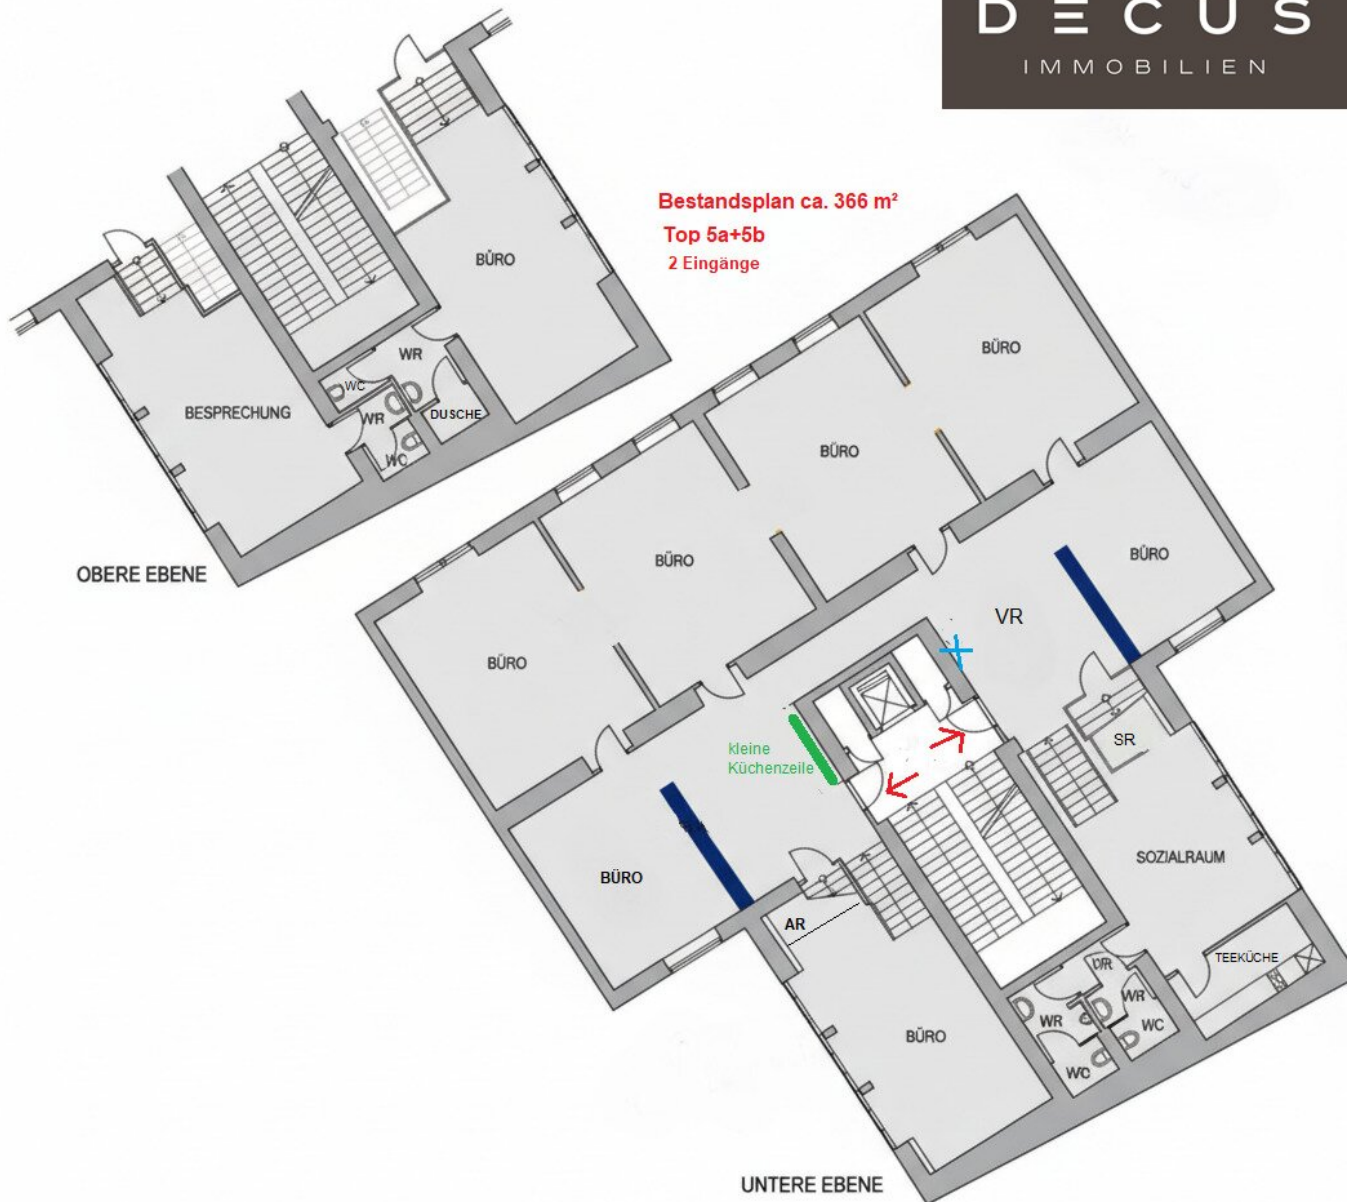 DECUS
IMMOBILIEN
Bestandsplan ca. 366 m²
Top 5a+5b
2 Eingänge
BÜRO
WR
WC
DUSCHE
WR
WC
BESPRECHUNG
OBERE EBENE
BÜRO
BÜRO
BÜRO
BÜRO
BÜRO
VR
kleine
Küchenzeile
SR
SOZIALRAUM
BÜRO
AR
TEEKÜCHE
WR
WR
WR
WC
BÜRO
WC
UNTERE EBENE